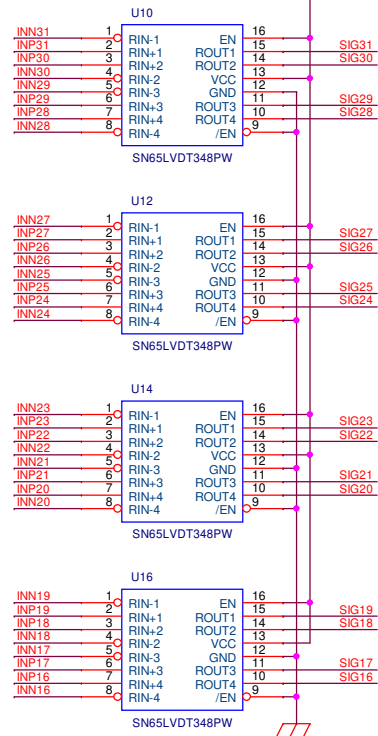 U10
INN31 1 RIN-1 EN 16
INP31 2 RIN+1 ROUT1 15 SIG31
INP30 3 RIN+2 ROUT2 14 SIG30
INN30 4 RIN-2 VCC 13
INN29 5 RIN-3 GND 12
INP29 6 RIN+3 ROUT3 11 SIG29
INP28 7 RIN+4 ROUT4 10 SIG28
INN28 8 RIN-4 /EN 9
SN65LVDT348PW
U12
INN27 1 RIN-1 EN 16
INP27 2 RIN+1 ROUT1 15 SIG27
INP26 3 RIN+2 ROUT2 14 SIG26
INN26 4 RIN-2 VCC 13
INN25 5 RIN-3 GND 12
INP25 6 RIN+3 ROUT3 11 SIG25
INP24 7 RIN+4 ROUT4 10 SIG24
INN24 8 RIN-4 /EN 9
SN65LVDT348PW
U14
INN23 1 RIN-1 EN 16
INP23 2 RIN+1 ROUT1 15 SIG23
INP22 3 RIN+2 ROUT2 14 SIG22
INN22 4 RIN-2 VCC 13
INN21 5 RIN-3 GND 12
INP21 6 RIN+3 ROUT3 11 SIG21
INP20 7 RIN+4 ROUT4 10 SIG20
INN20 8 RIN-4 /EN 9
SN65LVDT348PW
U16
INN19 1 RIN-1 EN 16
INP19 2 RIN+1 ROUT1 15 SIG19
INP18 3 RIN+2 ROUT2 14 SIG18
INN18 4 RIN-2 VCC 13
INN17 5 RIN-3 GND 12
INP17 6 RIN+3 ROUT3 11 SIG17
INP16 7 RIN+4 ROUT4 10 SIG16
INN16 8 RIN-4 /EN 9
SN65LVDT348PW